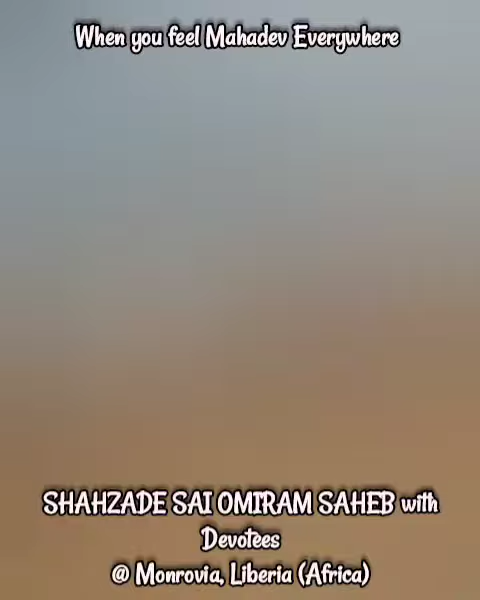 When you feel Mahadev Everywhere
SHAHZADE SAI OMIRAM SAHEB with
Devotees
@ Monrovia, Liberia (Africa)